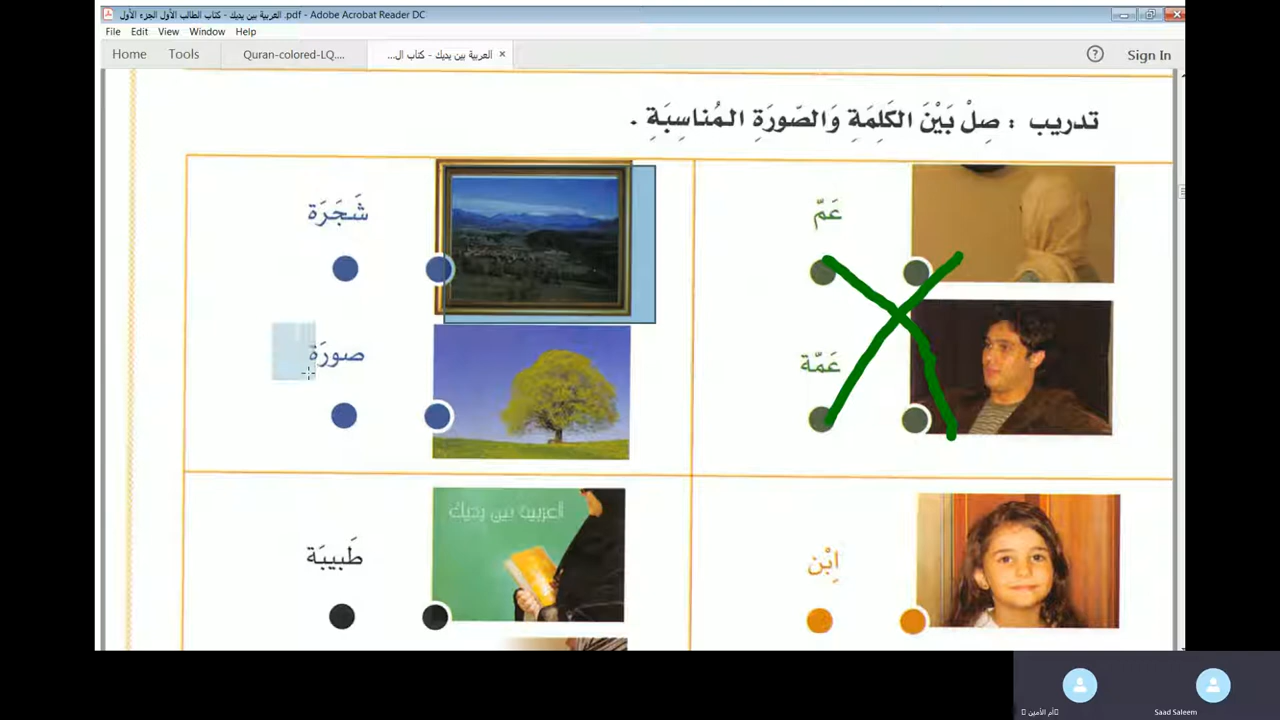 العربية بين يديك - كتاب الطالب الأول الجزء الأول .pdf - Adobe Acrobat Reader DC
File Edit View Window Help
Home Tools Quran-colored-LQ.... العربية بين يديك - كتاب ال... × ? Sign In
تدريب : صِلْ بَيْنَ الكَلِمَةِ وَالصّورَةِ المُناسِبَةِ .
عَمّ
شَجَرَة
عَمّة
صورَة
اِبْن
العربية بين يديك
طَبيبَة
أم الأمين
Saad Saleem